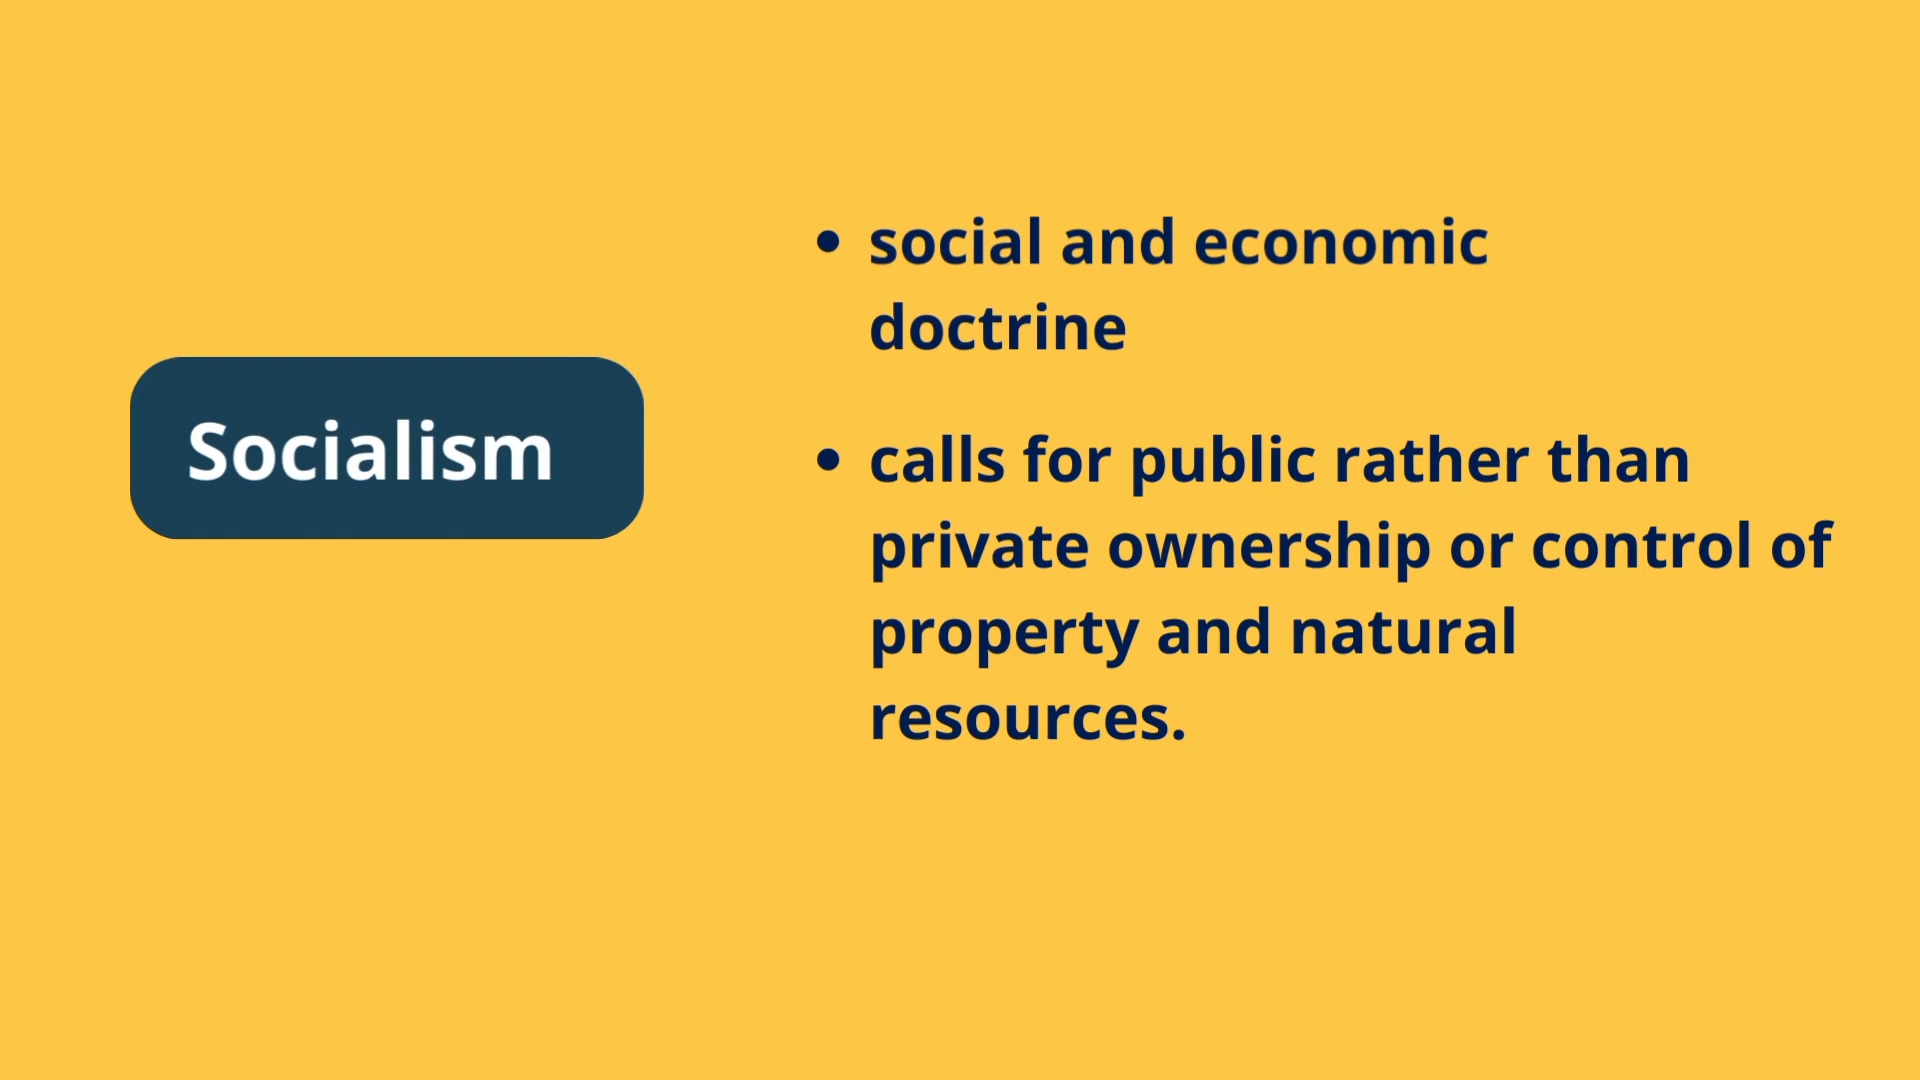 Socialism
• social and economic
doctrine
• calls for public rather than
private ownership or control of
property and natural
resources.